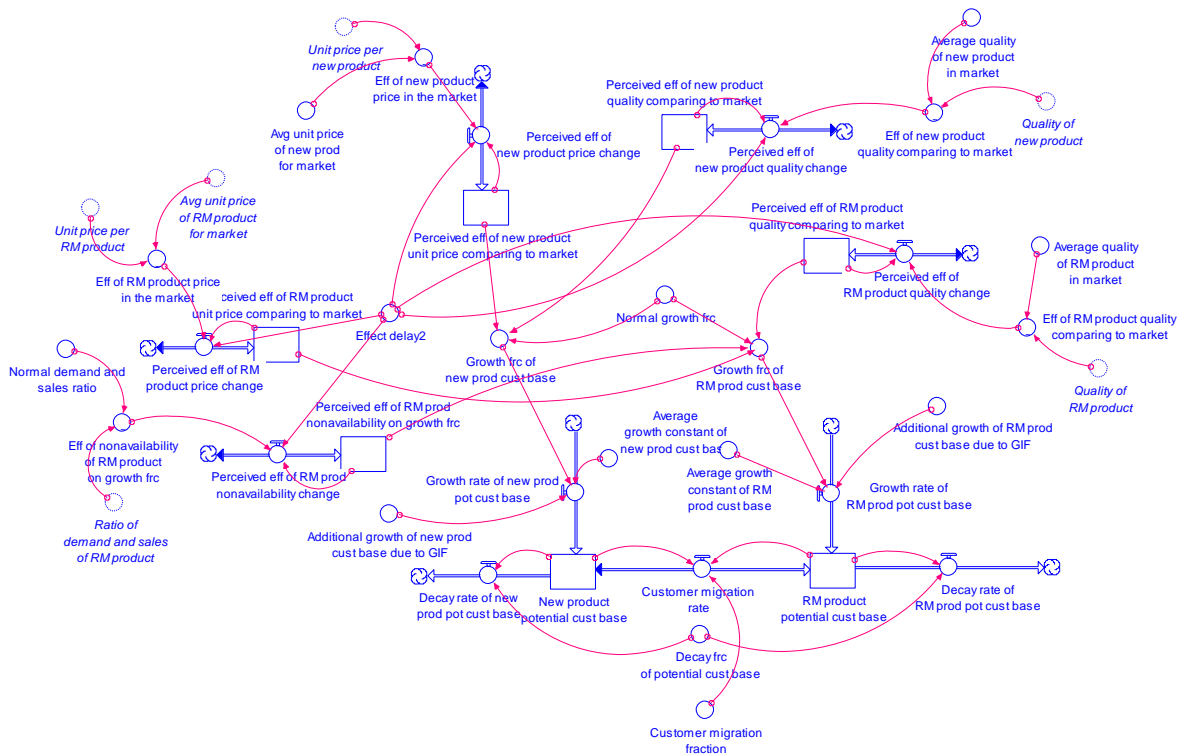 Unit price per
new product
Eff of new product
price in the market
Avg unit price
of new prod
for market
Perceived eff of
new product price change
Perceived eff of new product
unit price comparing to market
Perceived eff of new product
quality comparing to market
Perceived eff of
new product quality change
Average quality
of new product
in market
Eff of new product
quality comparing to market
Quality of
new product
Avg unit price
of RM product
for market
Unit price per
RM product
Eff of RM product price
in the market
ceived eff of RM product
unit price comparing to market
Perceived eff of RM
product price change
Effect delay2
Normal growth frc
Perceived eff of RM product
quality comparing to market
Perceived eff of
RM product quality change
Average quality
of RM product
in market
Eff of RM product quality
comparing to market
Quality of
RM product
Normal demand and
sales ratio
Eff of nonavailability
of RM product
on growth frc
Ratio of
demand and sales
of RM product
Perceived eff of RM prod
nonavailability on growth frc
Perceived eff of RM prod
nonavailability change
Growth frc of
new prod cust base
Growth frc of
RM prod cust base
Average
growth constant of
new prod cust base
Growth rate of new prod
pot cust base
Average growth
constant of RM
prod cust base
Additional growth of RM prod
cust base due to GIF
Growth rate of
RM prod pot cust base
Additional growth of new prod
cust base due to GIF
Decay rate of new
prod pot cust base
New product
potential cust base
Customer migration
rate
RM product
potential cust base
Decay rate of
RM prod pot cust base
Decay frc
of potential cust base
Customer migration
fraction